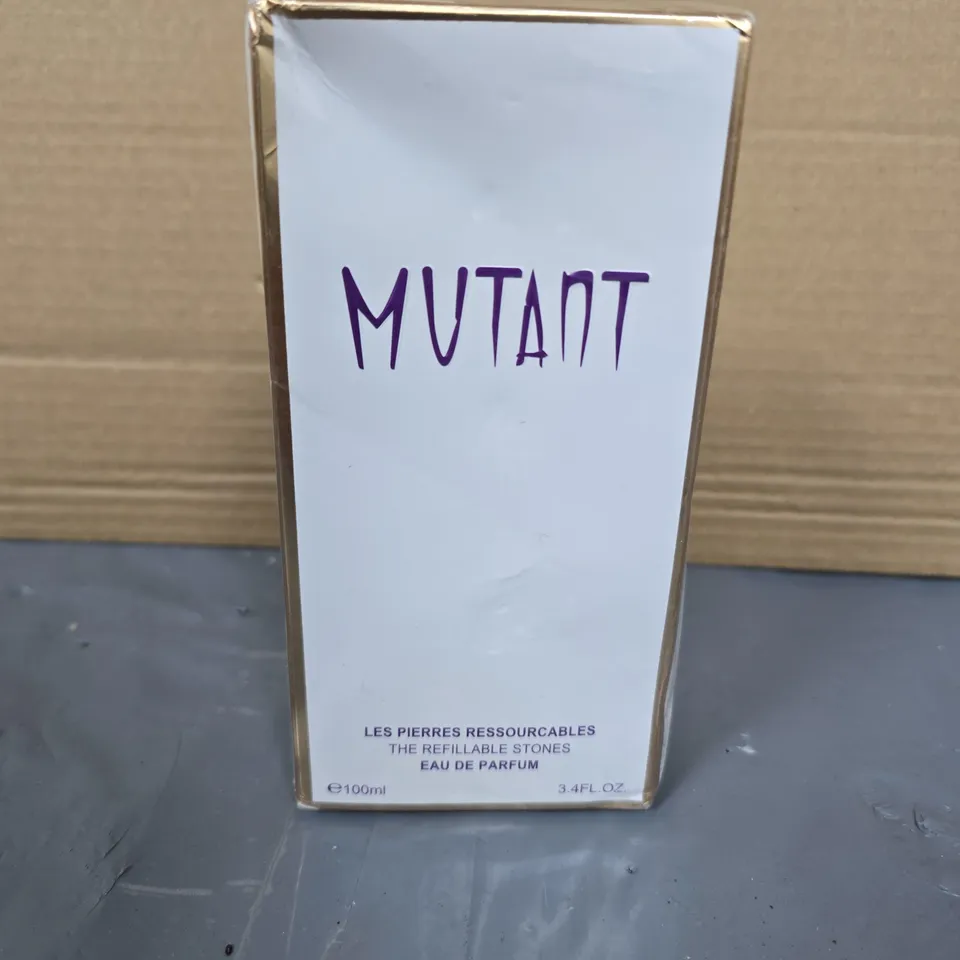 MUTANT
LES PIERRES RESSOURCABLES
THE REFILLABLE STONES
EAU DE PARFUM
℮100ml 3.4FL.OZ.